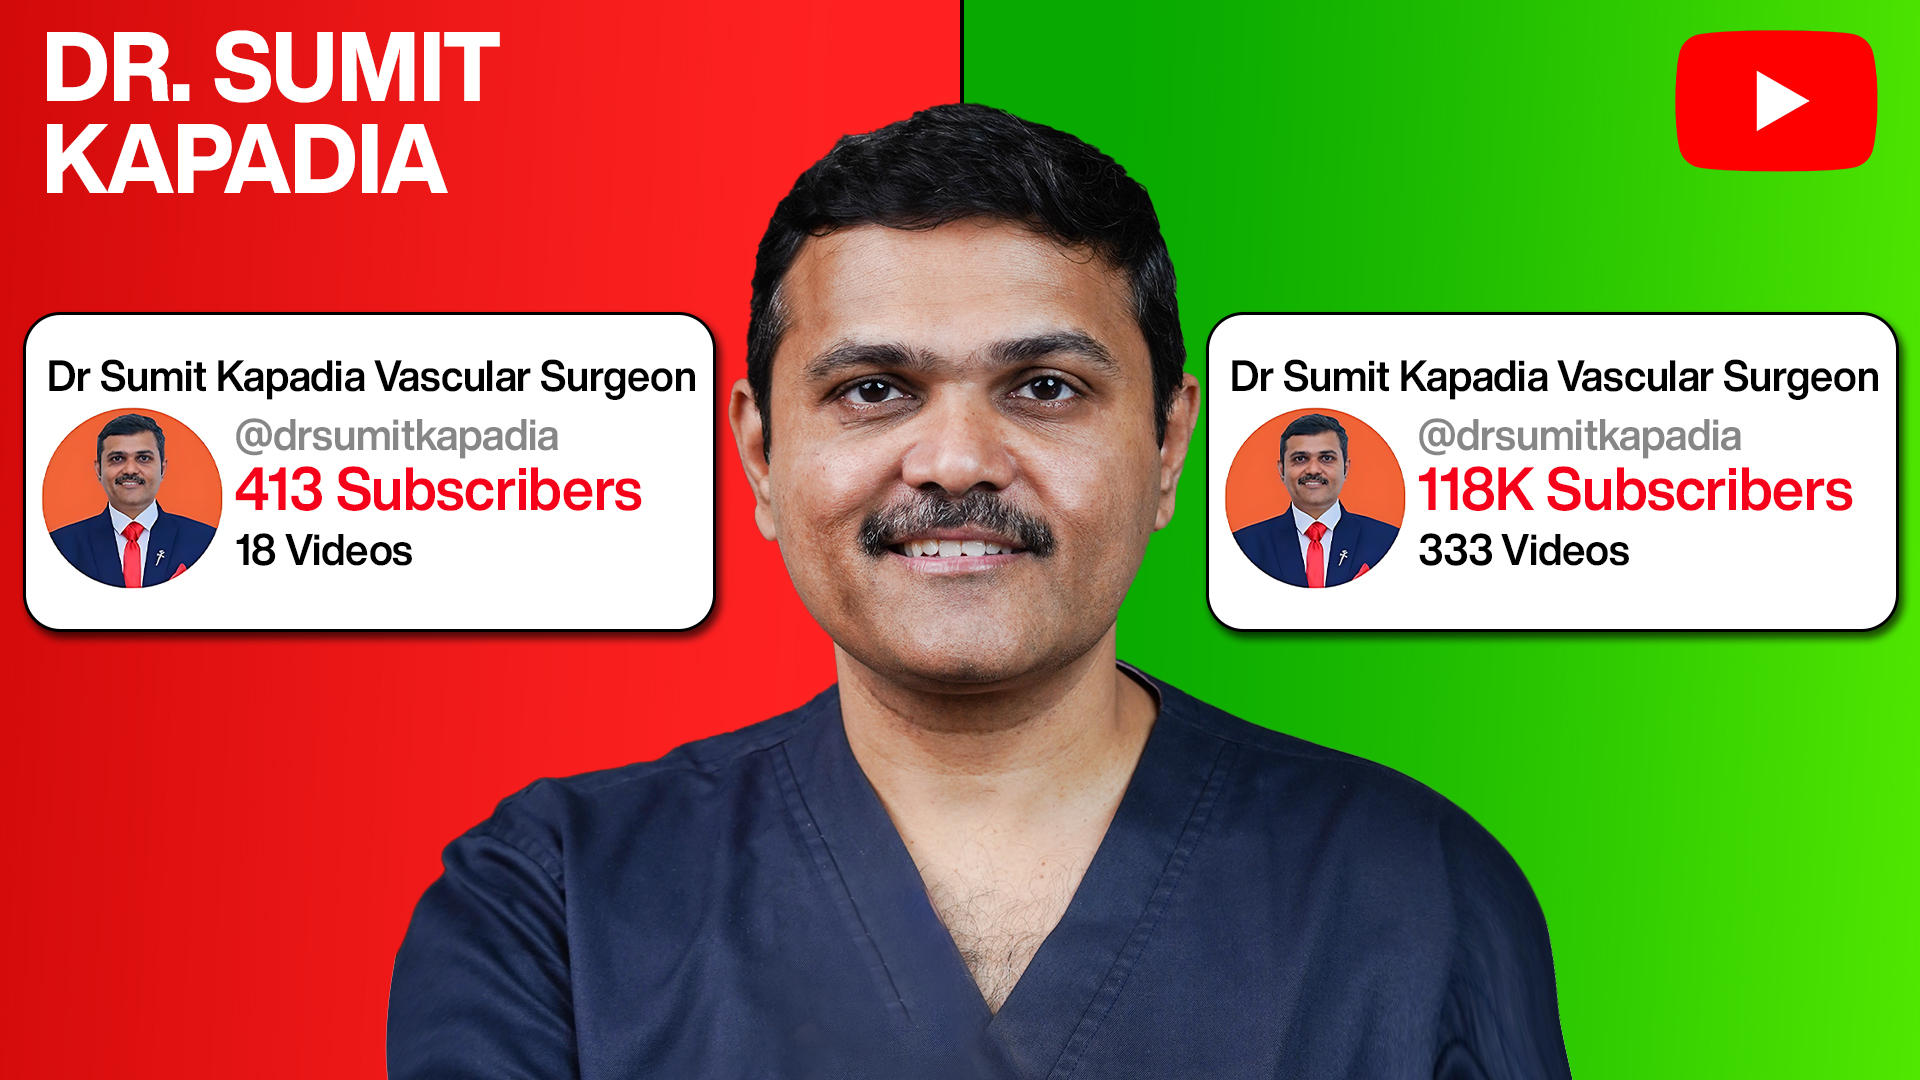 DR. SUMIT
KAPADIA
Dr Sumit Kapadia Vascular Surgeon
@drsumitkapadia
413 Subscribers
18 Videos
Dr Sumit Kapadia Vascular Surgeon
@drsumitkapadia
118K Subscribers
333 Videos